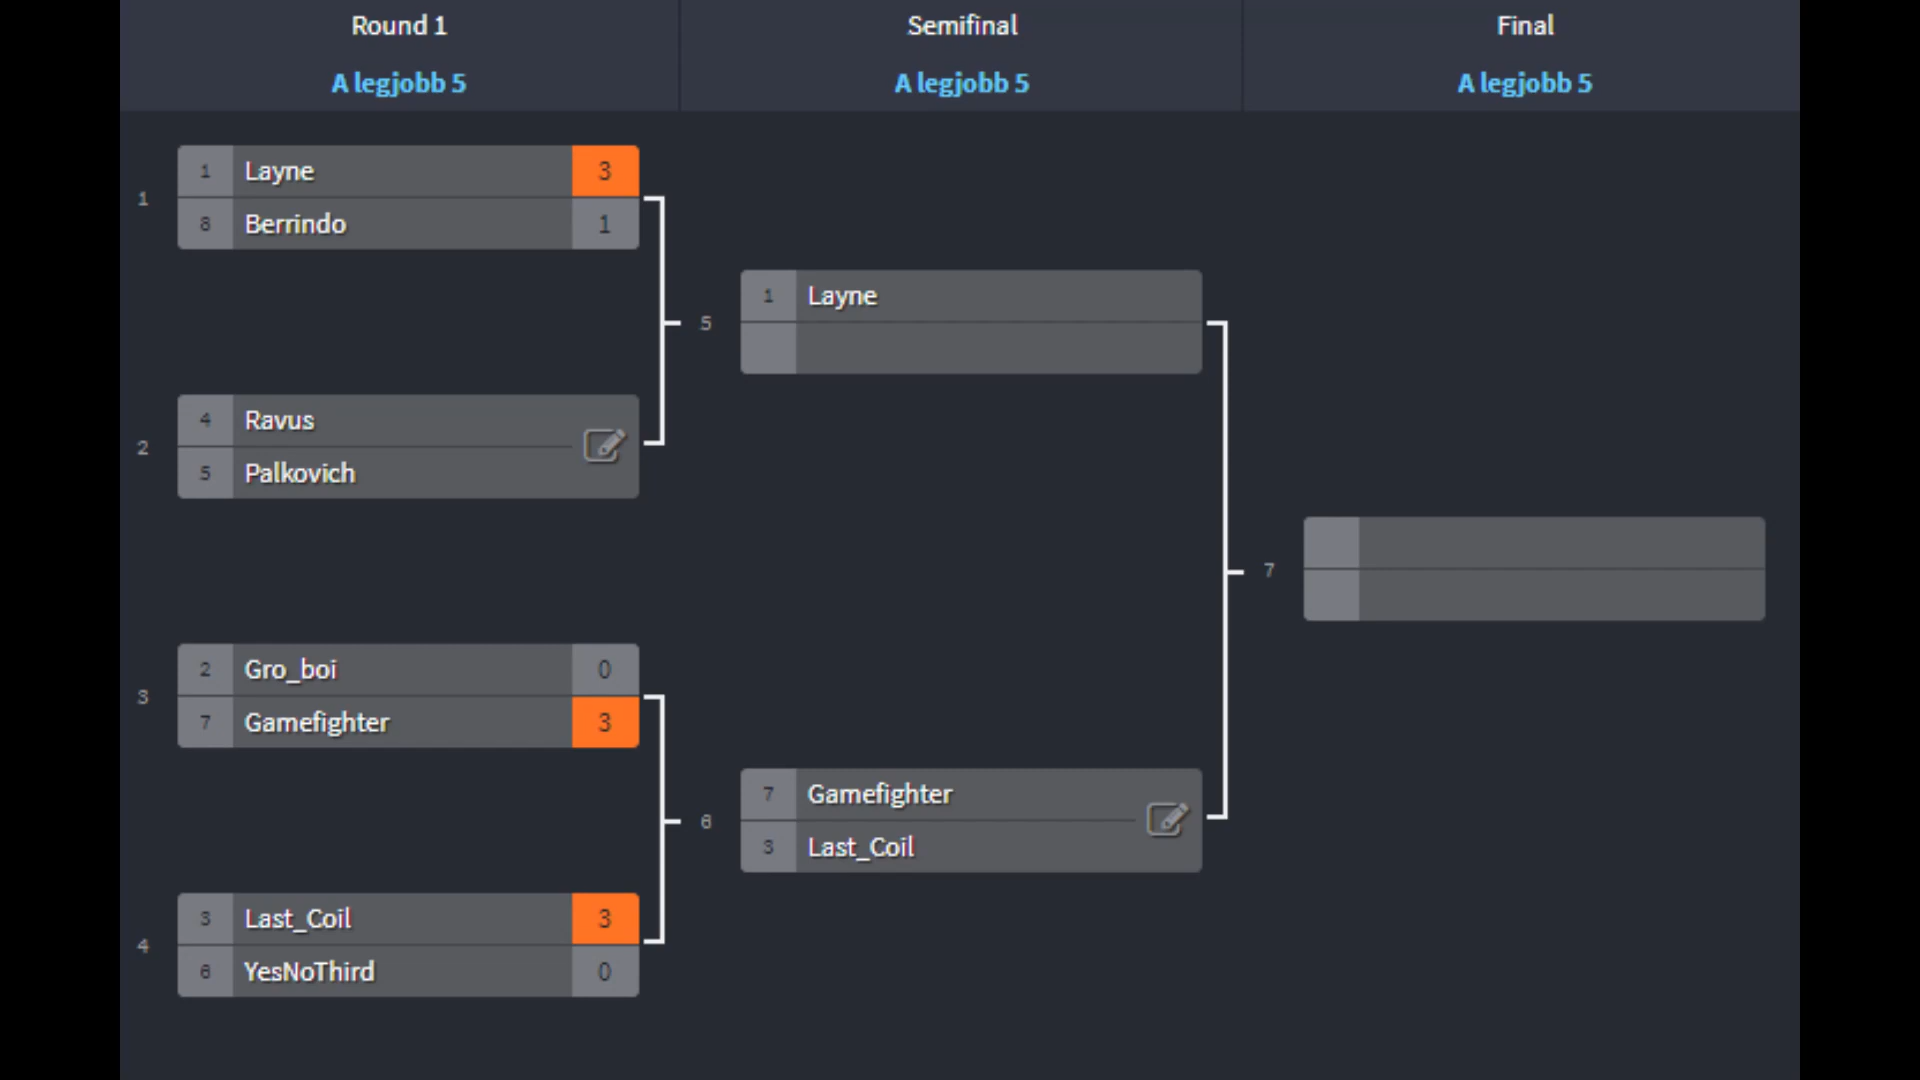 Round 1
Semifinal
Final
A legjobb 5
A legjobb 5
A legjobb 5
1
1 Layne 3
8 Berrindo 1
5
1 Layne
2
4 Ravus
5 Palkovich
7
3
2 Gro_boi 0
7 Gamefighter 3
6
7 Gamefighter
3 Last_Coil
4
3 Last_Coil 3
6 YesNoThird 0